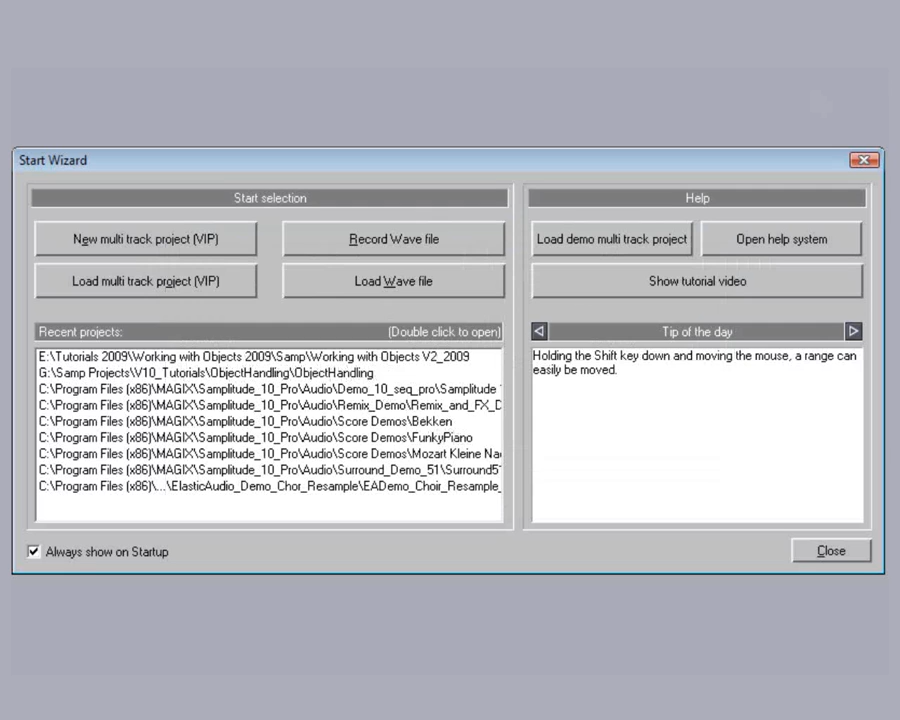 Start Wizard
Start selection
New multi track project (VIP)
Record Wave file
Load multi track project (VIP)
Load Wave file
Recent projects:
(Double click to open)
E:\Tutorials 2009\Working with Objects 2009\Samp\Working with Objects V2_2009
G:\Samp Projects\V10_Tutorials\ObjectHandling\ObjectHandling
C:\Program Files (x86)\MAGIX\Samplitude_10_Pro\Audio\Demo_10_seq_pro\Samplitude
C:\Program Files (x86)\MAGIX\Samplitude_10_Pro\Audio\Remix_Demo\Remix_and_FX_D
C:\Program Files (x86)\MAGIX\Samplitude_10_Pro\Audio\Score Demos\Bekken
C:\Program Files (x86)\MAGIX\Samplitude_10_Pro\Audio\Score Demos\FunkyPiano
C:\Program Files (x86)\MAGIX\Samplitude_10_Pro\Audio\Score Demos\Mozart Kleine Na
C:\Program Files (x86)\MAGIX\Samplitude_10_Pro\Audio\Surround_Demo_51\Surround5
C:\Program Files (x86)\...\ElasticAudio_Demo_Chor_Resample\EADemo_Choir_Resample_
Always show on Startup
Help
Load demo multi track project
Open help system
Show tutorial video
Tip of the day
Holding the Shift key down and moving the mouse, a range can
easily be moved.
Close